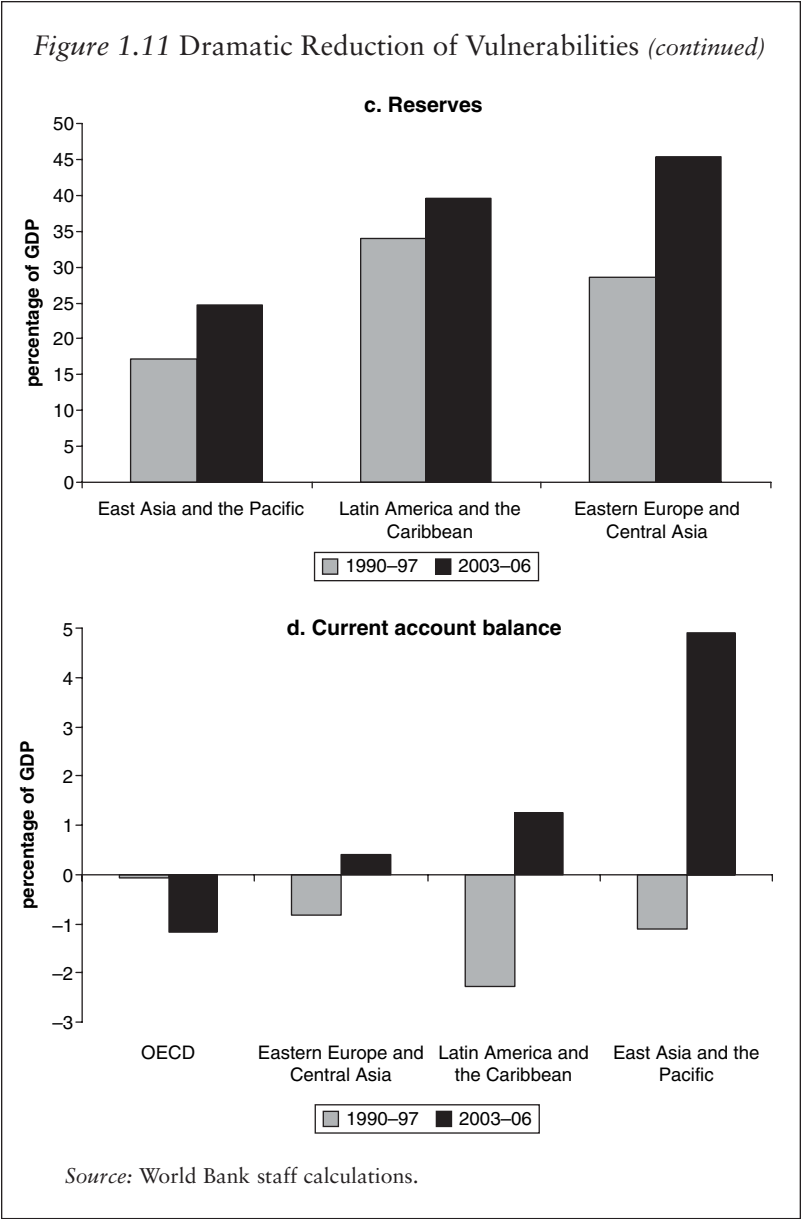 Figure 1.11 Dramatic Reduction of Vulnerabilities (continued)
c. Reserves
percentage of GDP
50
45
40
35
30
25
20
15
10
5
0
East Asia and the Pacific
Latin America and the
Caribbean
Eastern Europe and
Central Asia
1990–97 2003–06
d. Current account balance
percentage of GDP
5
4
3
2
1
0
–1
–2
–3
OECD
Eastern Europe and
Central Asia
Latin America and
the Caribbean
East Asia and the
Pacific
1990–97 2003–06
Source: World Bank staff calculations.